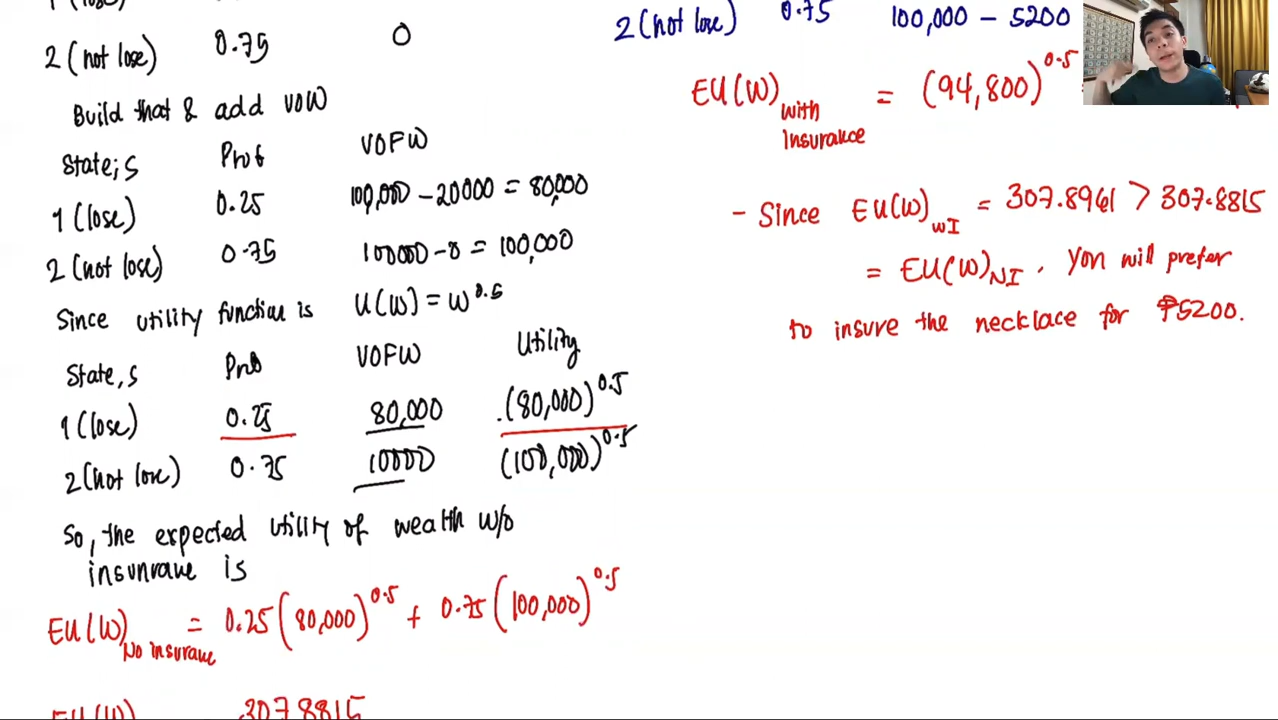 1 (lose)
2 (not lose) 0.75 0
Build that & add VOW
State, s Prob VOFW
1 (lose) 0.25 100,000 - 20000 = 80,000
2 (not lose) 0.75 100000 - 0 = 100,000
Since utility function is U(W) = W^0.5
State, s Prob VOFW Utility
1 (lose) 0.25 80,000 (80,000)^0.5
2 (not lose) 0.75 10000 (100,000)^0.5
So, the expected utility of wealth w/o
insurance is
EU(W) No insurance = 0.25 (80,000)^0.5 + 0.75 (100,000)^0.5
EU(W) 307.8815
2 (not lose) 0.75 100,000 - 5200
EU(W) with Insurance = (94,800)^0.5
- Since EU(W) WI = 307.8961 > 307.8815
= EU(W) NI. You will prefer
to insure the necklace for ₱5200.